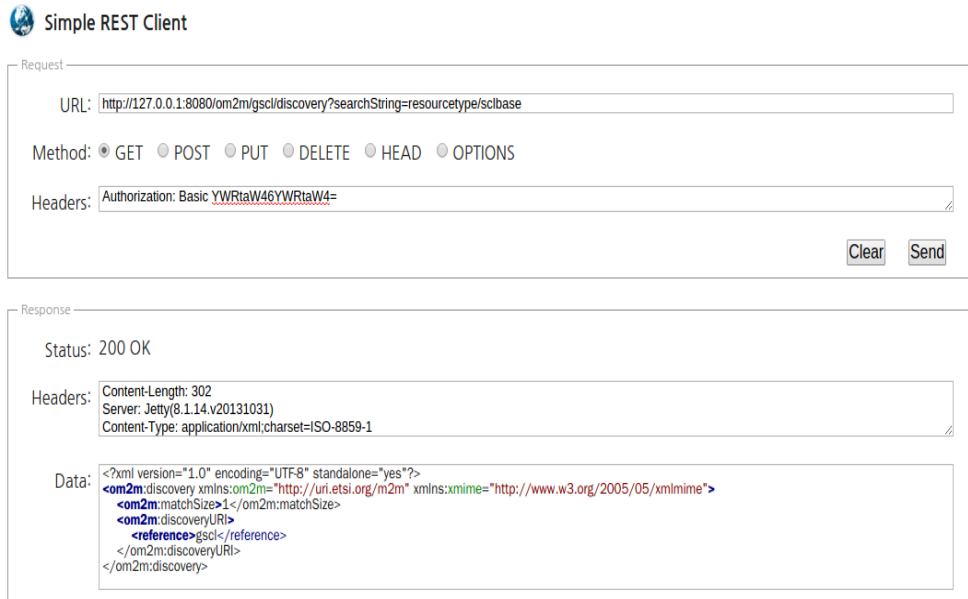 Simple REST Client
Request
URL: http://127.0.0.1:8080/om2m/gscl/discovery?searchString=resourcetype/sclbase
Method: GET POST PUT DELETE HEAD OPTIONS
Headers: Authorization: Basic YWRtaW46YWRtaW4=
Clear Send
Response
Status: 200 OK
Headers: Content-Length: 302
Server: Jetty(8.1.14.v20131031)
Content-Type: application/xml;charset=ISO-8859-1
Data: <?xml version="1.0" encoding="UTF-8" standalone="yes"?>
<om2m:discovery xmlns:om2m="http://uri.etsi.org/m2m" xmlns:xmime="http://www.w3.org/2005/05/xmlmime">
<om2m:matchSize>1</om2m:matchSize>
<om2m:discoveryURI>
<reference>gscl</reference>
</om2m:discoveryURI>
</om2m:discovery>